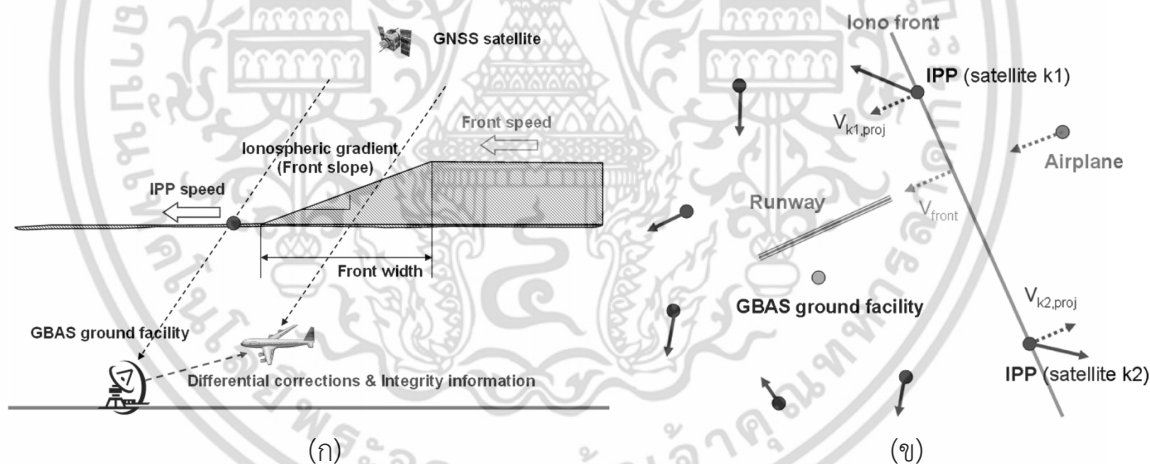 GNSS satellite
Ionospheric gradient
(Front slope)
Front speed
IPP speed
Front width
GBAS ground facility
Differential corrections & Integrity information
(ก)
Iono front
IPP (satellite k1)
Vk1,proj
Airplane
Runway
Vfront
GBAS ground facility
Vk2,proj
IPP (satellite k2)
(ข)